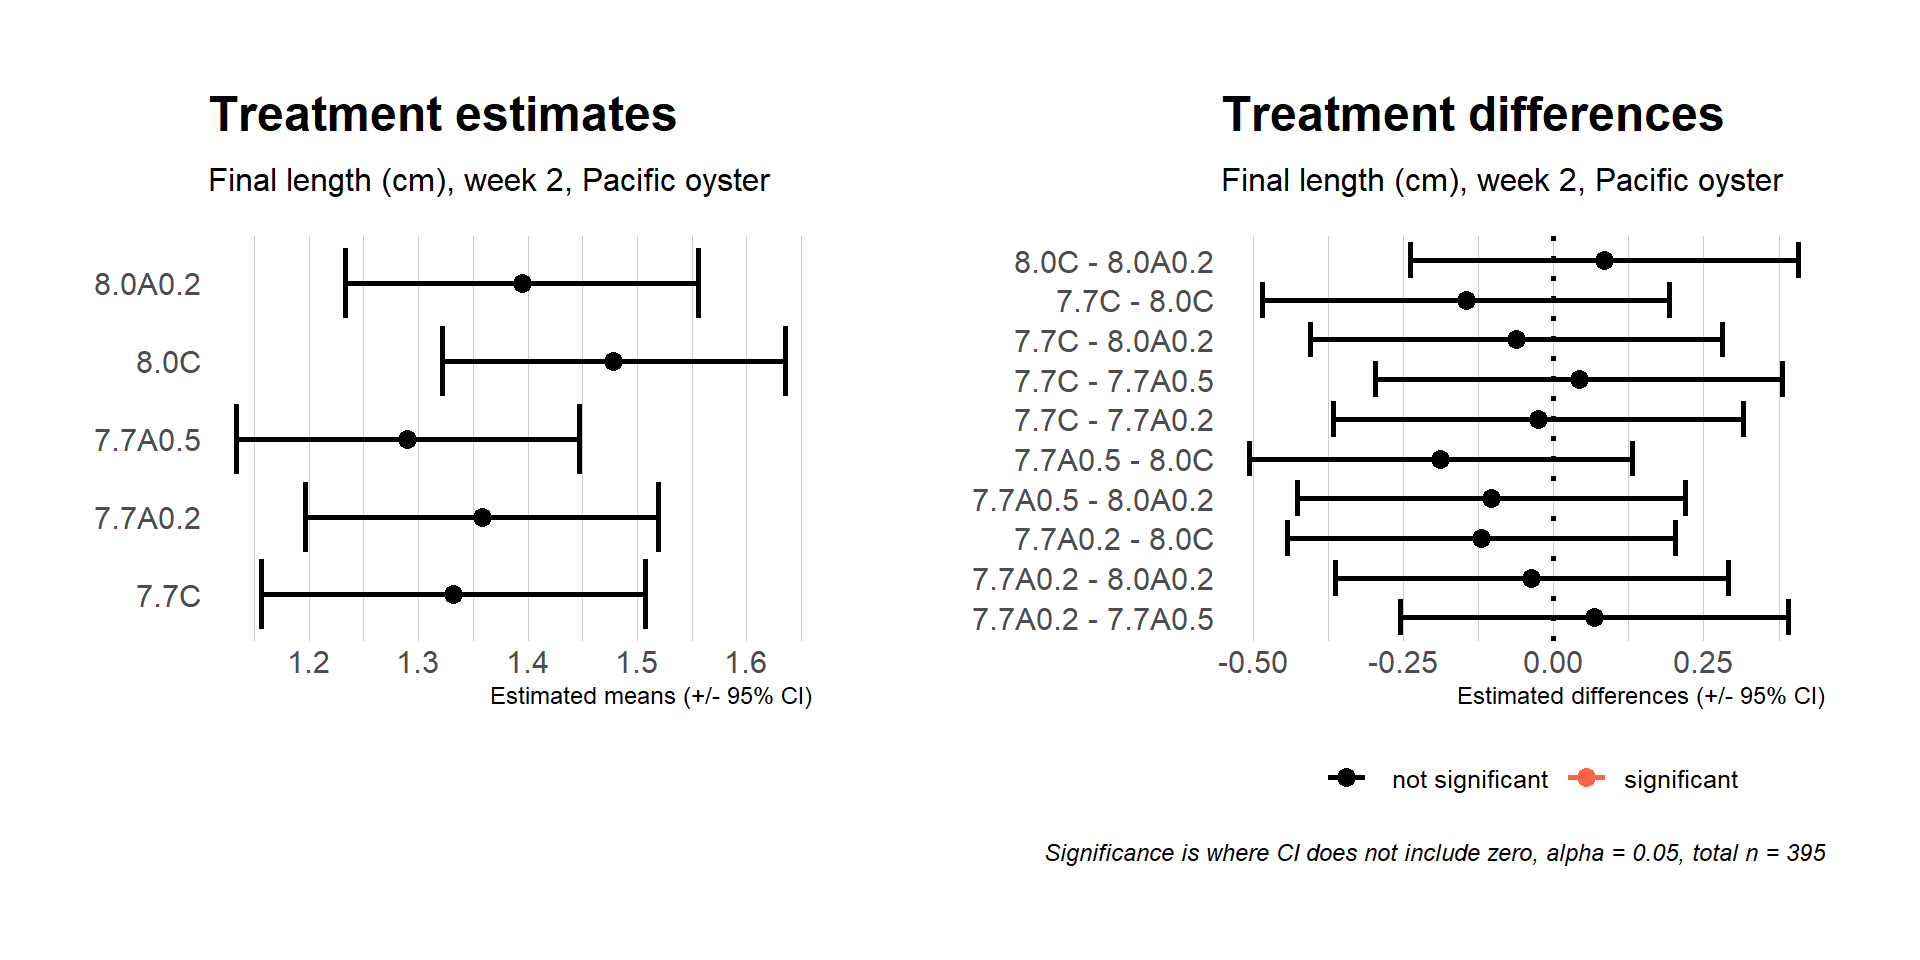 Treatment estimates
Final length (cm), week 2, Pacific oyster
8.0A0.2
8.0C
7.7A0.5
7.7A0.2
7.7C
1.2 1.3 1.4 1.5 1.6
Estimated means (+/- 95% CI)
Treatment differences
Final length (cm), week 2, Pacific oyster
8.0C - 8.0A0.2
7.7C - 8.0C
7.7C - 8.0A0.2
7.7C - 7.7A0.5
7.7C - 7.7A0.2
7.7A0.5 - 8.0C
7.7A0.5 - 8.0A0.2
7.7A0.2 - 8.0C
7.7A0.2 - 8.0A0.2
7.7A0.2 - 7.7A0.5
-0.50 -0.25 0.00 0.25
Estimated differences (+/- 95% CI)
not significant significant
Significance is where CI does not include zero, alpha = 0.05, total n = 395